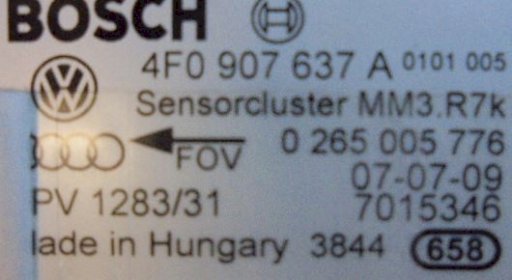 BOSCH
4F0 907 637 A 0101 005
Sensorcluster MM3.R7k
0 265 005 776
FOV
07-07-09
PV 1283/31
7015346
lade in Hungary 3844 658